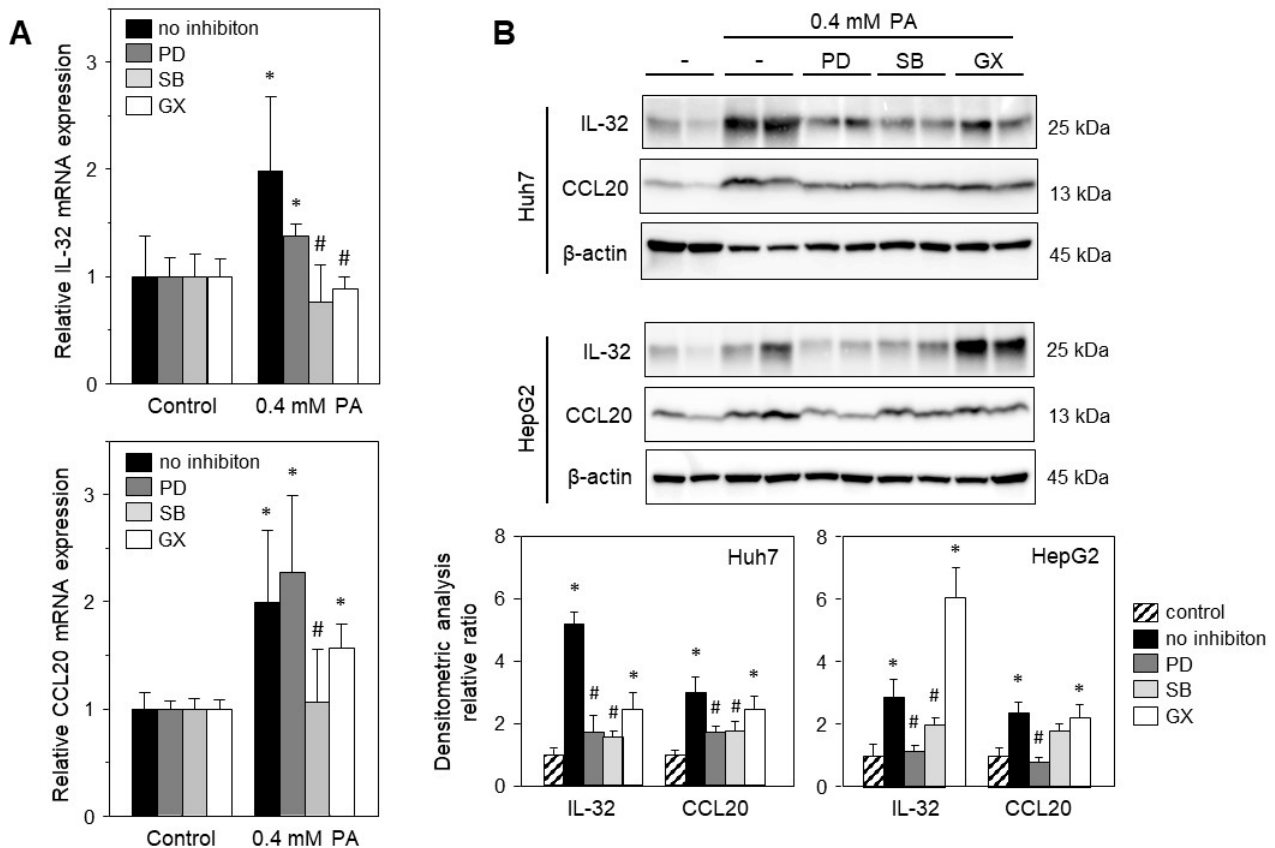 A
Relative IL-32 mRNA expression
3
2
1
0
no inhibiton
PD
SB
GX
*
*
#
#
Control
0.4 mM PA
Relative CCL20 mRNA expression
3
2
1
0
no inhibiton
PD
SB
GX
*
*
#
*
Control
0.4 mM PA
B
0.4 mM PA
- - PD SB GX
Huh7
IL-32
25 kDa
CCL20
13 kDa
β-actin
45 kDa
HepG2
IL-32
25 kDa
CCL20
13 kDa
β-actin
45 kDa
Densitometric analysis
relative ratio
8
6
4
2
0
Huh7
*
#
#
*
*
#
#
*
IL-32
CCL20
8
6
4
2
0
HepG2
*
#
#
*
*
#
*
IL-32
CCL20
control
no inhibiton
PD
SB
GX